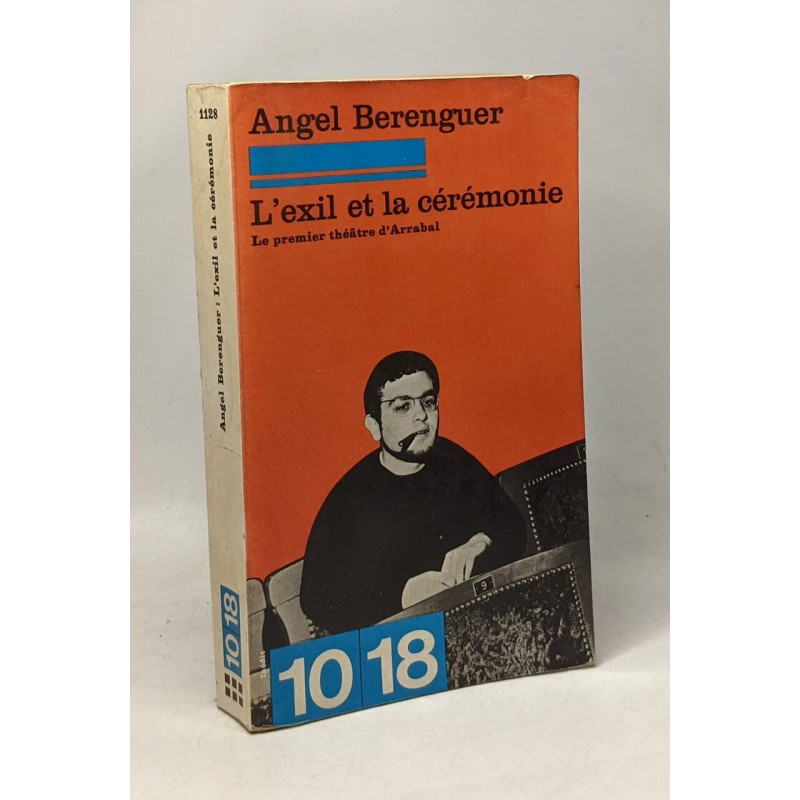 1128
Angel Berenguer : L'exil et la cérémonie
10 18
Angel Berenguer
L'exil et la cérémonie
Le premier théâtre d'Arrabal
9
10 18